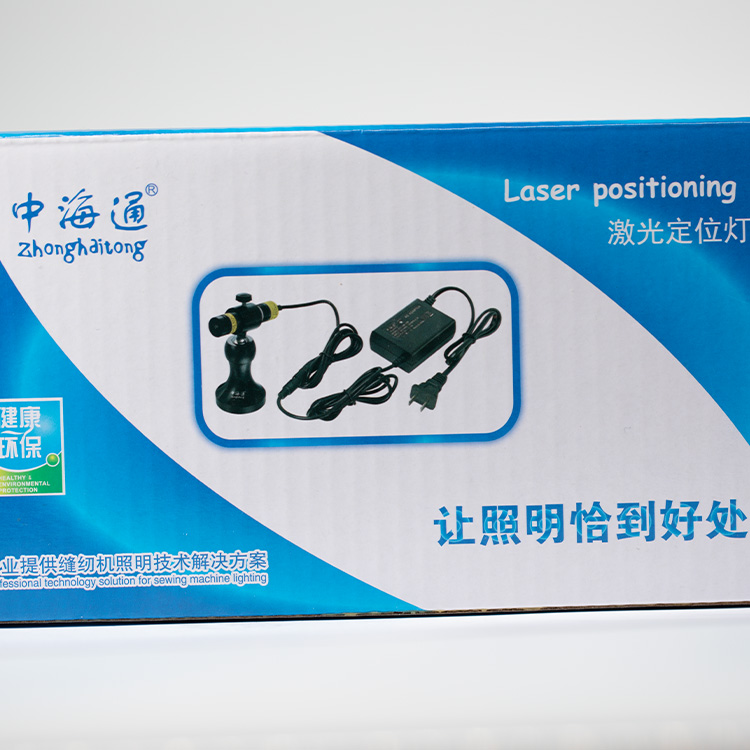 中海通®
Zhonghaitong
Laser positioning
激光定位灯
健康
环保
HEALTHY &
ENVIRONMENTAL
PROTECTION
让照明恰到好处
业提供缝纫机照明技术解决方案
fessional technology solution for sewing machine lighting